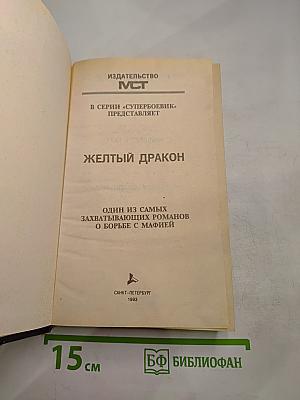 ИЗДАТЕЛЬСТВО
МСТ
В СЕРИИ «СУПЕРБОЕВИК»
ПРЕДСТАВЛЯЕТ
ЖЕЛТЫЙ ДРАКОН
ОДИН ИЗ САМЫХ
ЗАХВАТЫВАЮЩИХ РОМАНОВ
О БОРЬБЕ С МАФИЕЙ
САНКТ-ПЕТЕРБУРГ
1993
15 см
БФ БИБЛИОФАН